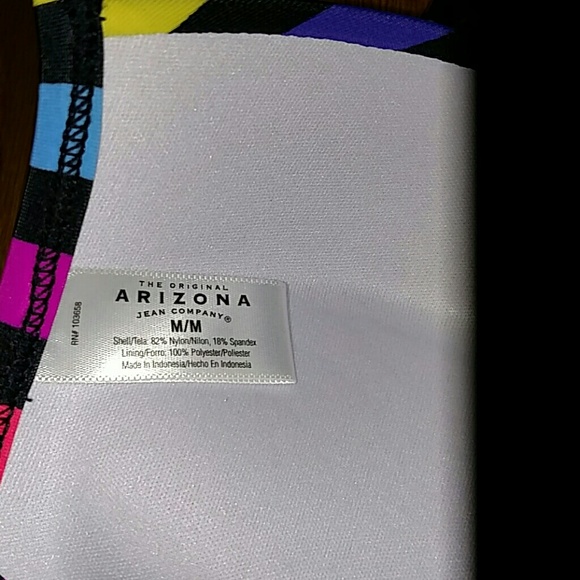 THE ORIGINAL
ARIZONA
JEAN COMPANY®
M/M
Shell/Tela: 82% Nylon/Nilon, 18% Spandex
Lining/Forro: 100% Polyester/Poliester
Made In Indonesia/Hecho En Indonesia
RN# 103658